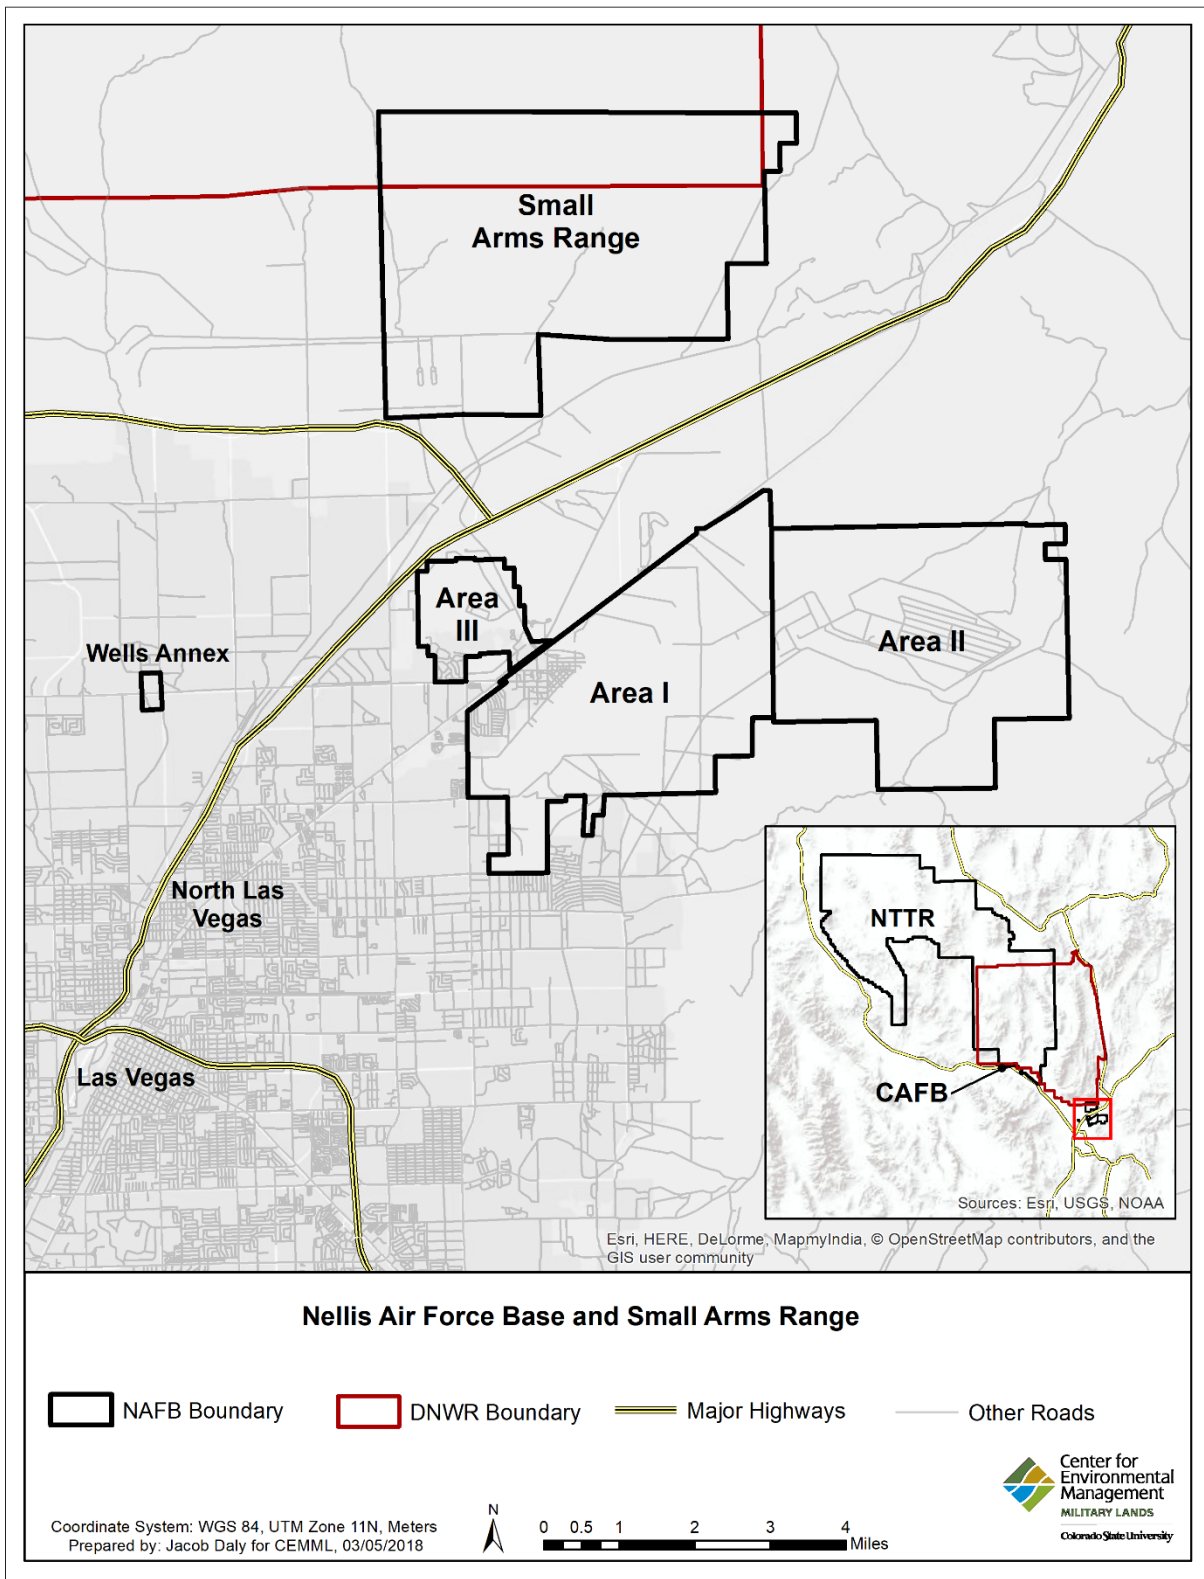 Small
Arms Range
Area
III
Wells Annex
Area I
Area II
North Las
Vegas
Las Vegas
NTTR
CAFB
Sources: Esri, USGS, NOAA
Esri, HERE, DeLorme, MapmyIndia, © OpenStreetMap contributors, and the
GIS user community
Nellis Air Force Base and Small Arms Range
NAFB Boundary
DNWR Boundary
Major Highways
Other Roads
Center for
Environmental
Management
MILITARY LANDS
Colorado State University
Coordinate System: WGS 84, UTM Zone 11N, Meters
Prepared by: Jacob Daly for CEMML, 03/05/2018
N
0 0.5 1 2 3 4
Miles